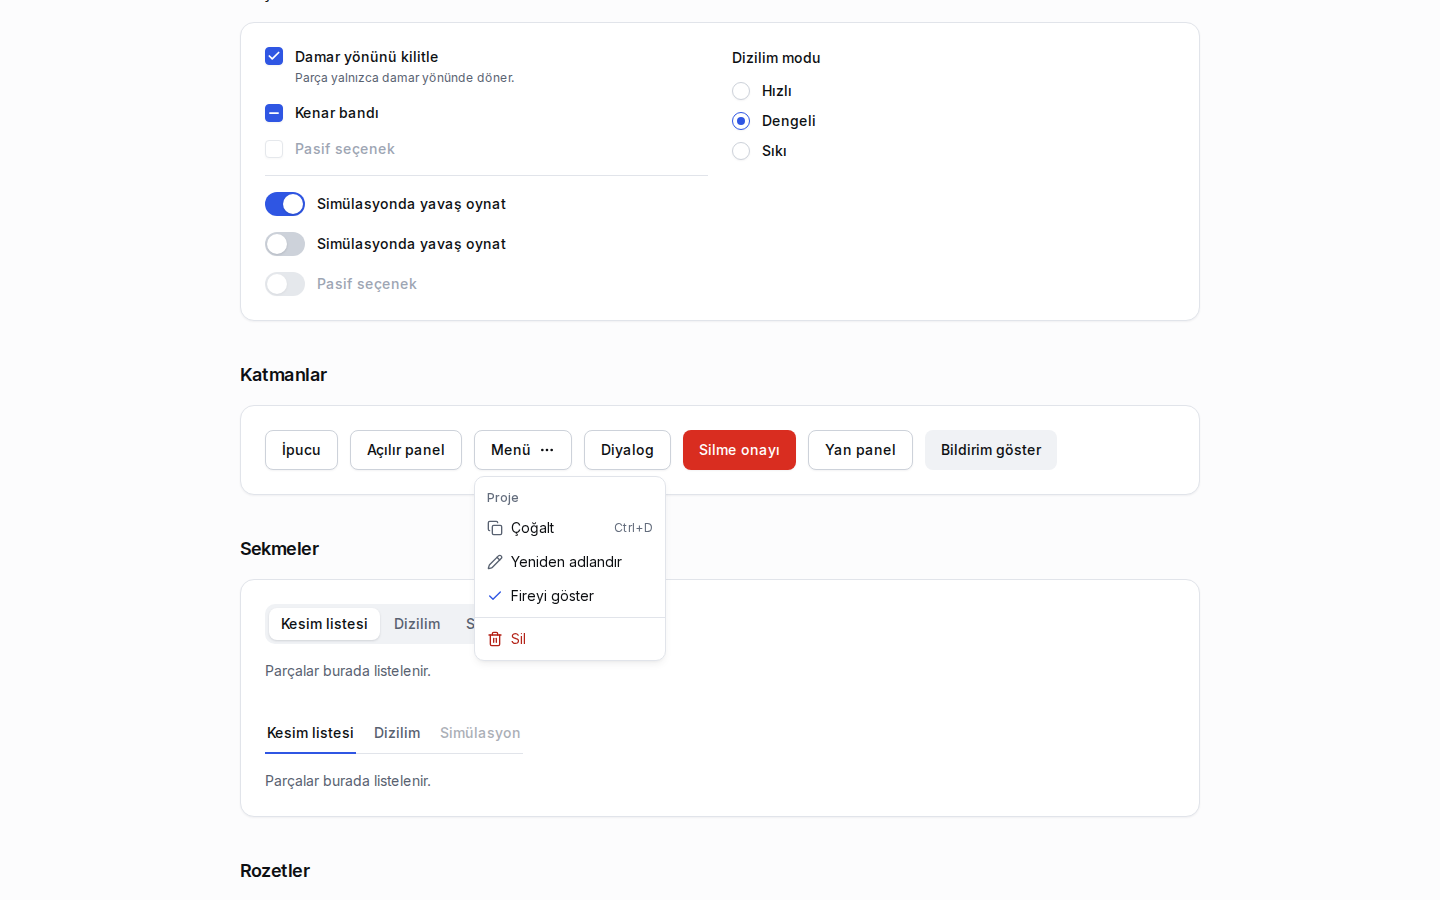 Damar yönünü kilitle
Parça yalnızca damar yönünde döner.
Kenar bandı
Pasif seçenek
Simülasyonda yavaş oynat
Simülasyonda yavaş oynat
Pasif seçenek
Dizilim modu
Hızlı
Dengeli
Sıkı
Katmanlar
İpucu
Açılır panel
Menü
Diyalog
Silme onayı
Yan panel
Bildirim göster
Proje
Çoğalt Ctrl+D
Yeniden adlandır
Fireyi göster
Sil
Sekmeler
Kesim listesi Dizilim S
Parçalar burada listelenir.
Kesim listesi Dizilim Simülasyon
Parçalar burada listelenir.
Rozetler